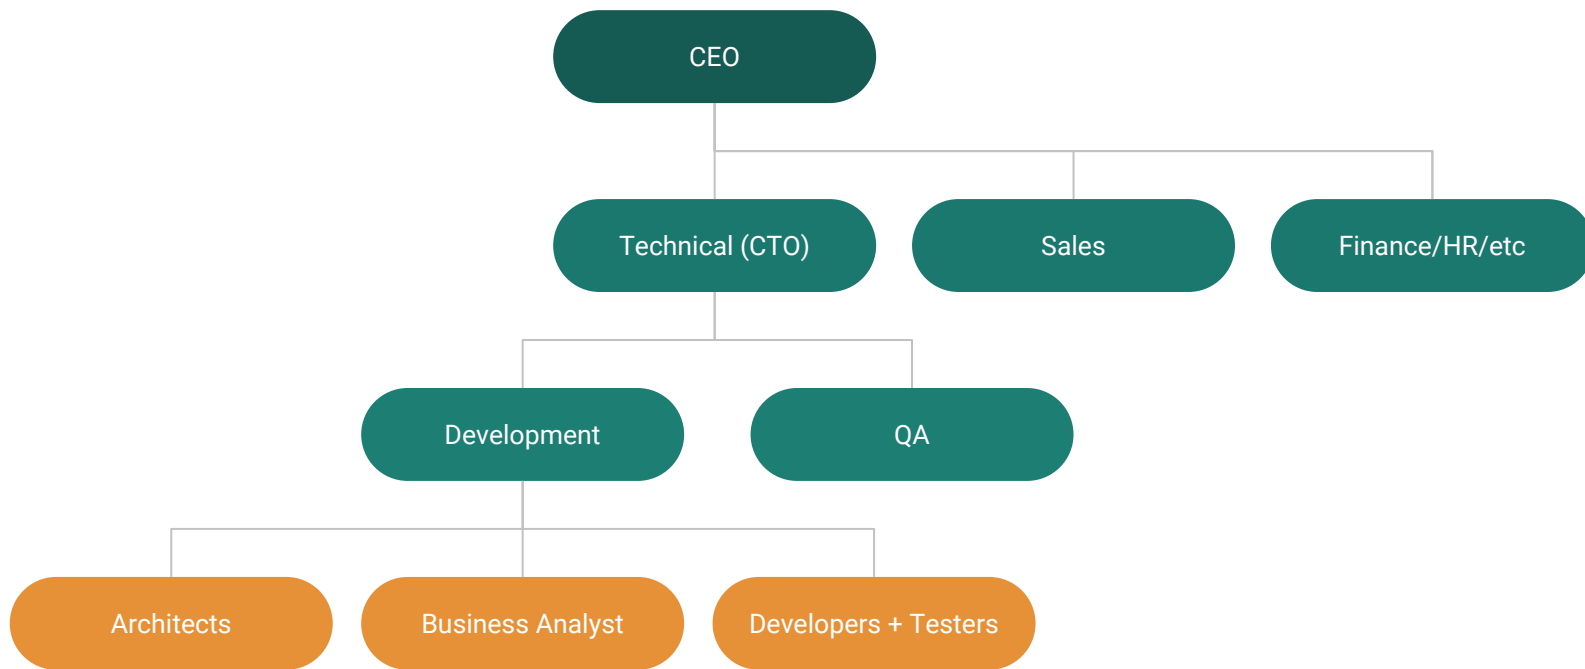 CEO
Technical (CTO)
Sales
Finance/HR/etc
Development
QA
Architects
Business Analyst
Developers + Testers